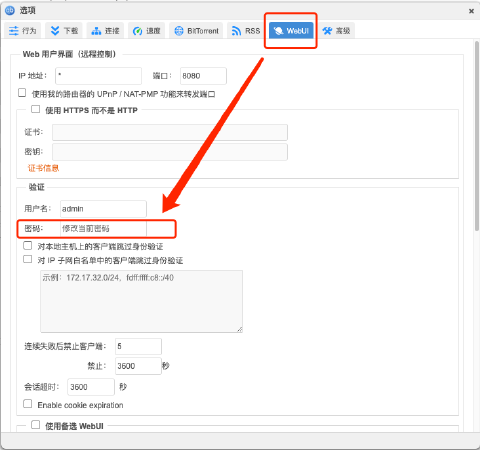 选项
行为 下载 连接 速度 BitTorrent RSS WebUI 高级
Web 用户界面（远程控制）
IP 地址： * 端口： 8080
使用我的路由器的 UPnP / NAT-PMP 功能来转发端口
使用 HTTPS 而不是 HTTP
证书：
密钥：
证书信息
验证
用户名： admin
密码： 修改当前密码
对本地主机上的客户端跳过身份验证
对 IP 子网白名单中的客户端跳过身份验证
示例：172.17.32.0/24，fdff:ffff:c8::/40
连续失败后禁止客户端： 5
禁止： 3600 秒
会话超时： 3600 秒
Enable cookie expiration
使用备选 WebUI